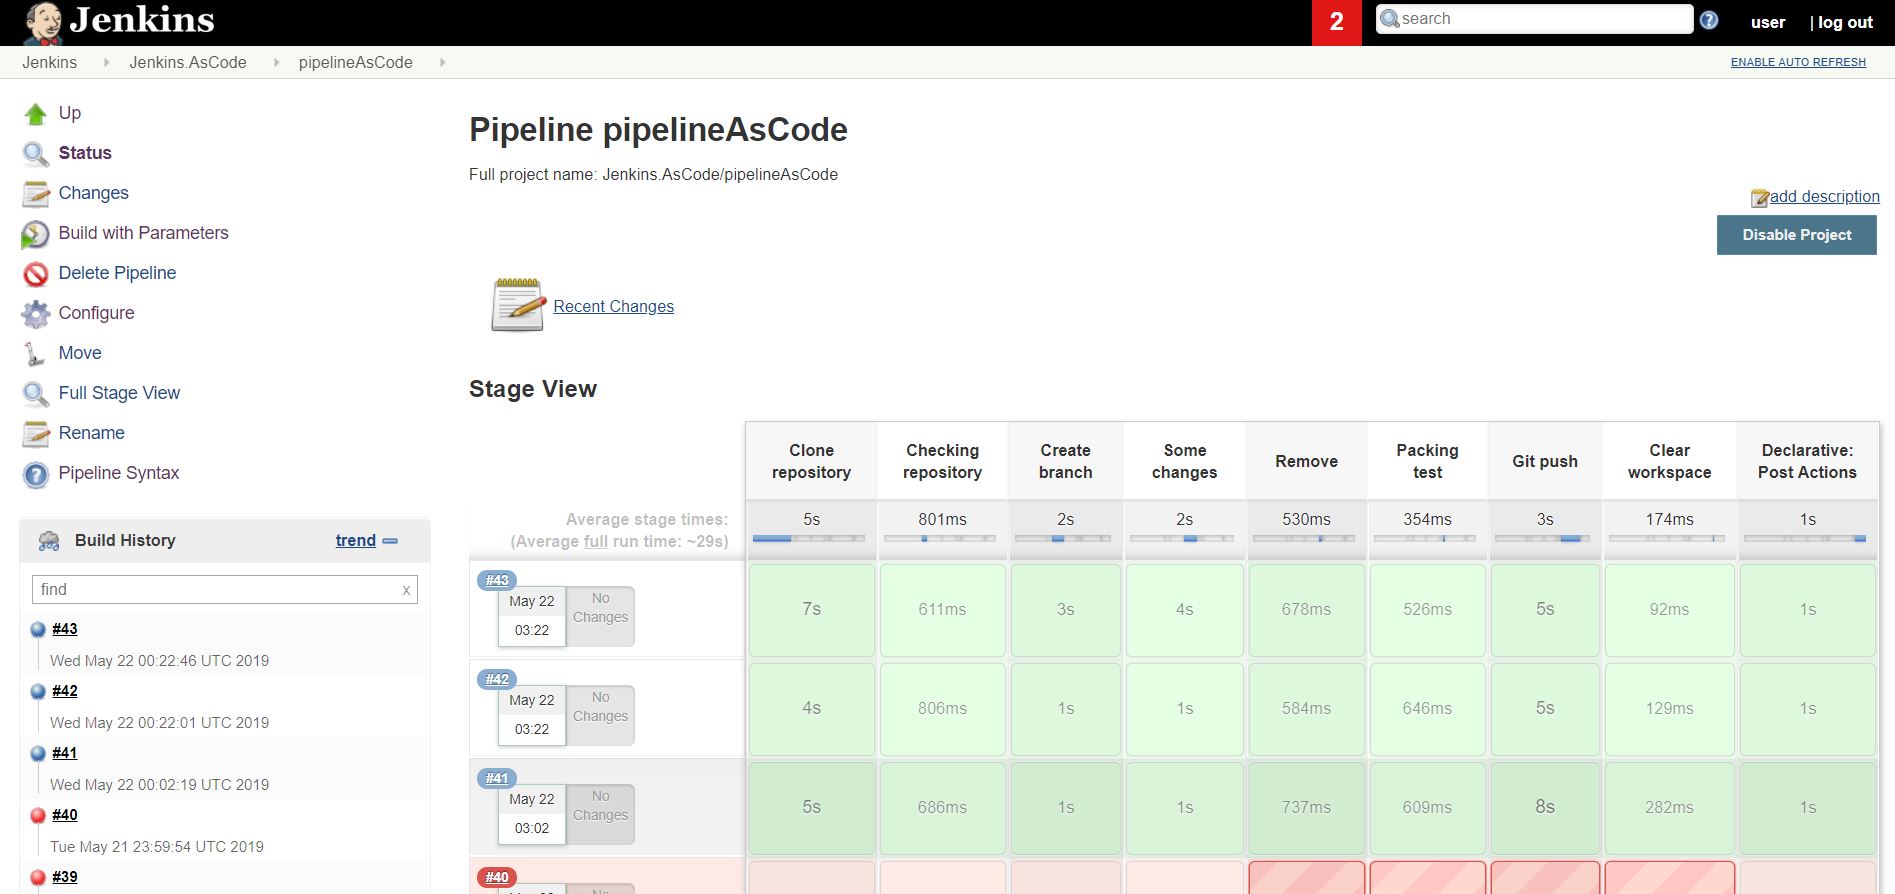 Jenkins
2
search
user
| log out
Jenkins
Jenkins.AsCode
pipelineAsCode
ENABLE AUTO REFRESH
Up
Status
Changes
Build with Parameters
Delete Pipeline
Configure
Move
Full Stage View
Rename
Pipeline Syntax
Build History
trend
find
x
#43
Wed May 22 00:22:46 UTC 2019
#42
Wed May 22 00:22:01 UTC 2019
#41
Wed May 22 00:02:19 UTC 2019
#40
Tue May 21 23:59:54 UTC 2019
#39
Pipeline pipelineAsCode
Full project name: Jenkins.AsCode/pipelineAsCode
add description
Disable Project
Recent Changes
Stage View
Clone
repository
Checking
repository
Create
branch
Some
changes
Remove
Packing
test
Git push
Clear
workspace
Declarative:
Post Actions
Average stage times:
(Average full run time: ~29s)
5s
801ms
2s
2s
530ms
354ms
3s
174ms
1s
#43
May 22
03:22
No
Changes
7s
611ms
3s
4s
678ms
526ms
5s
92ms
1s
#42
May 22
03:22
No
Changes
4s
806ms
1s
1s
584ms
646ms
5s
129ms
1s
#41
May 22
03:02
No
Changes
5s
686ms
1s
1s
737ms
609ms
8s
282ms
1s
#40